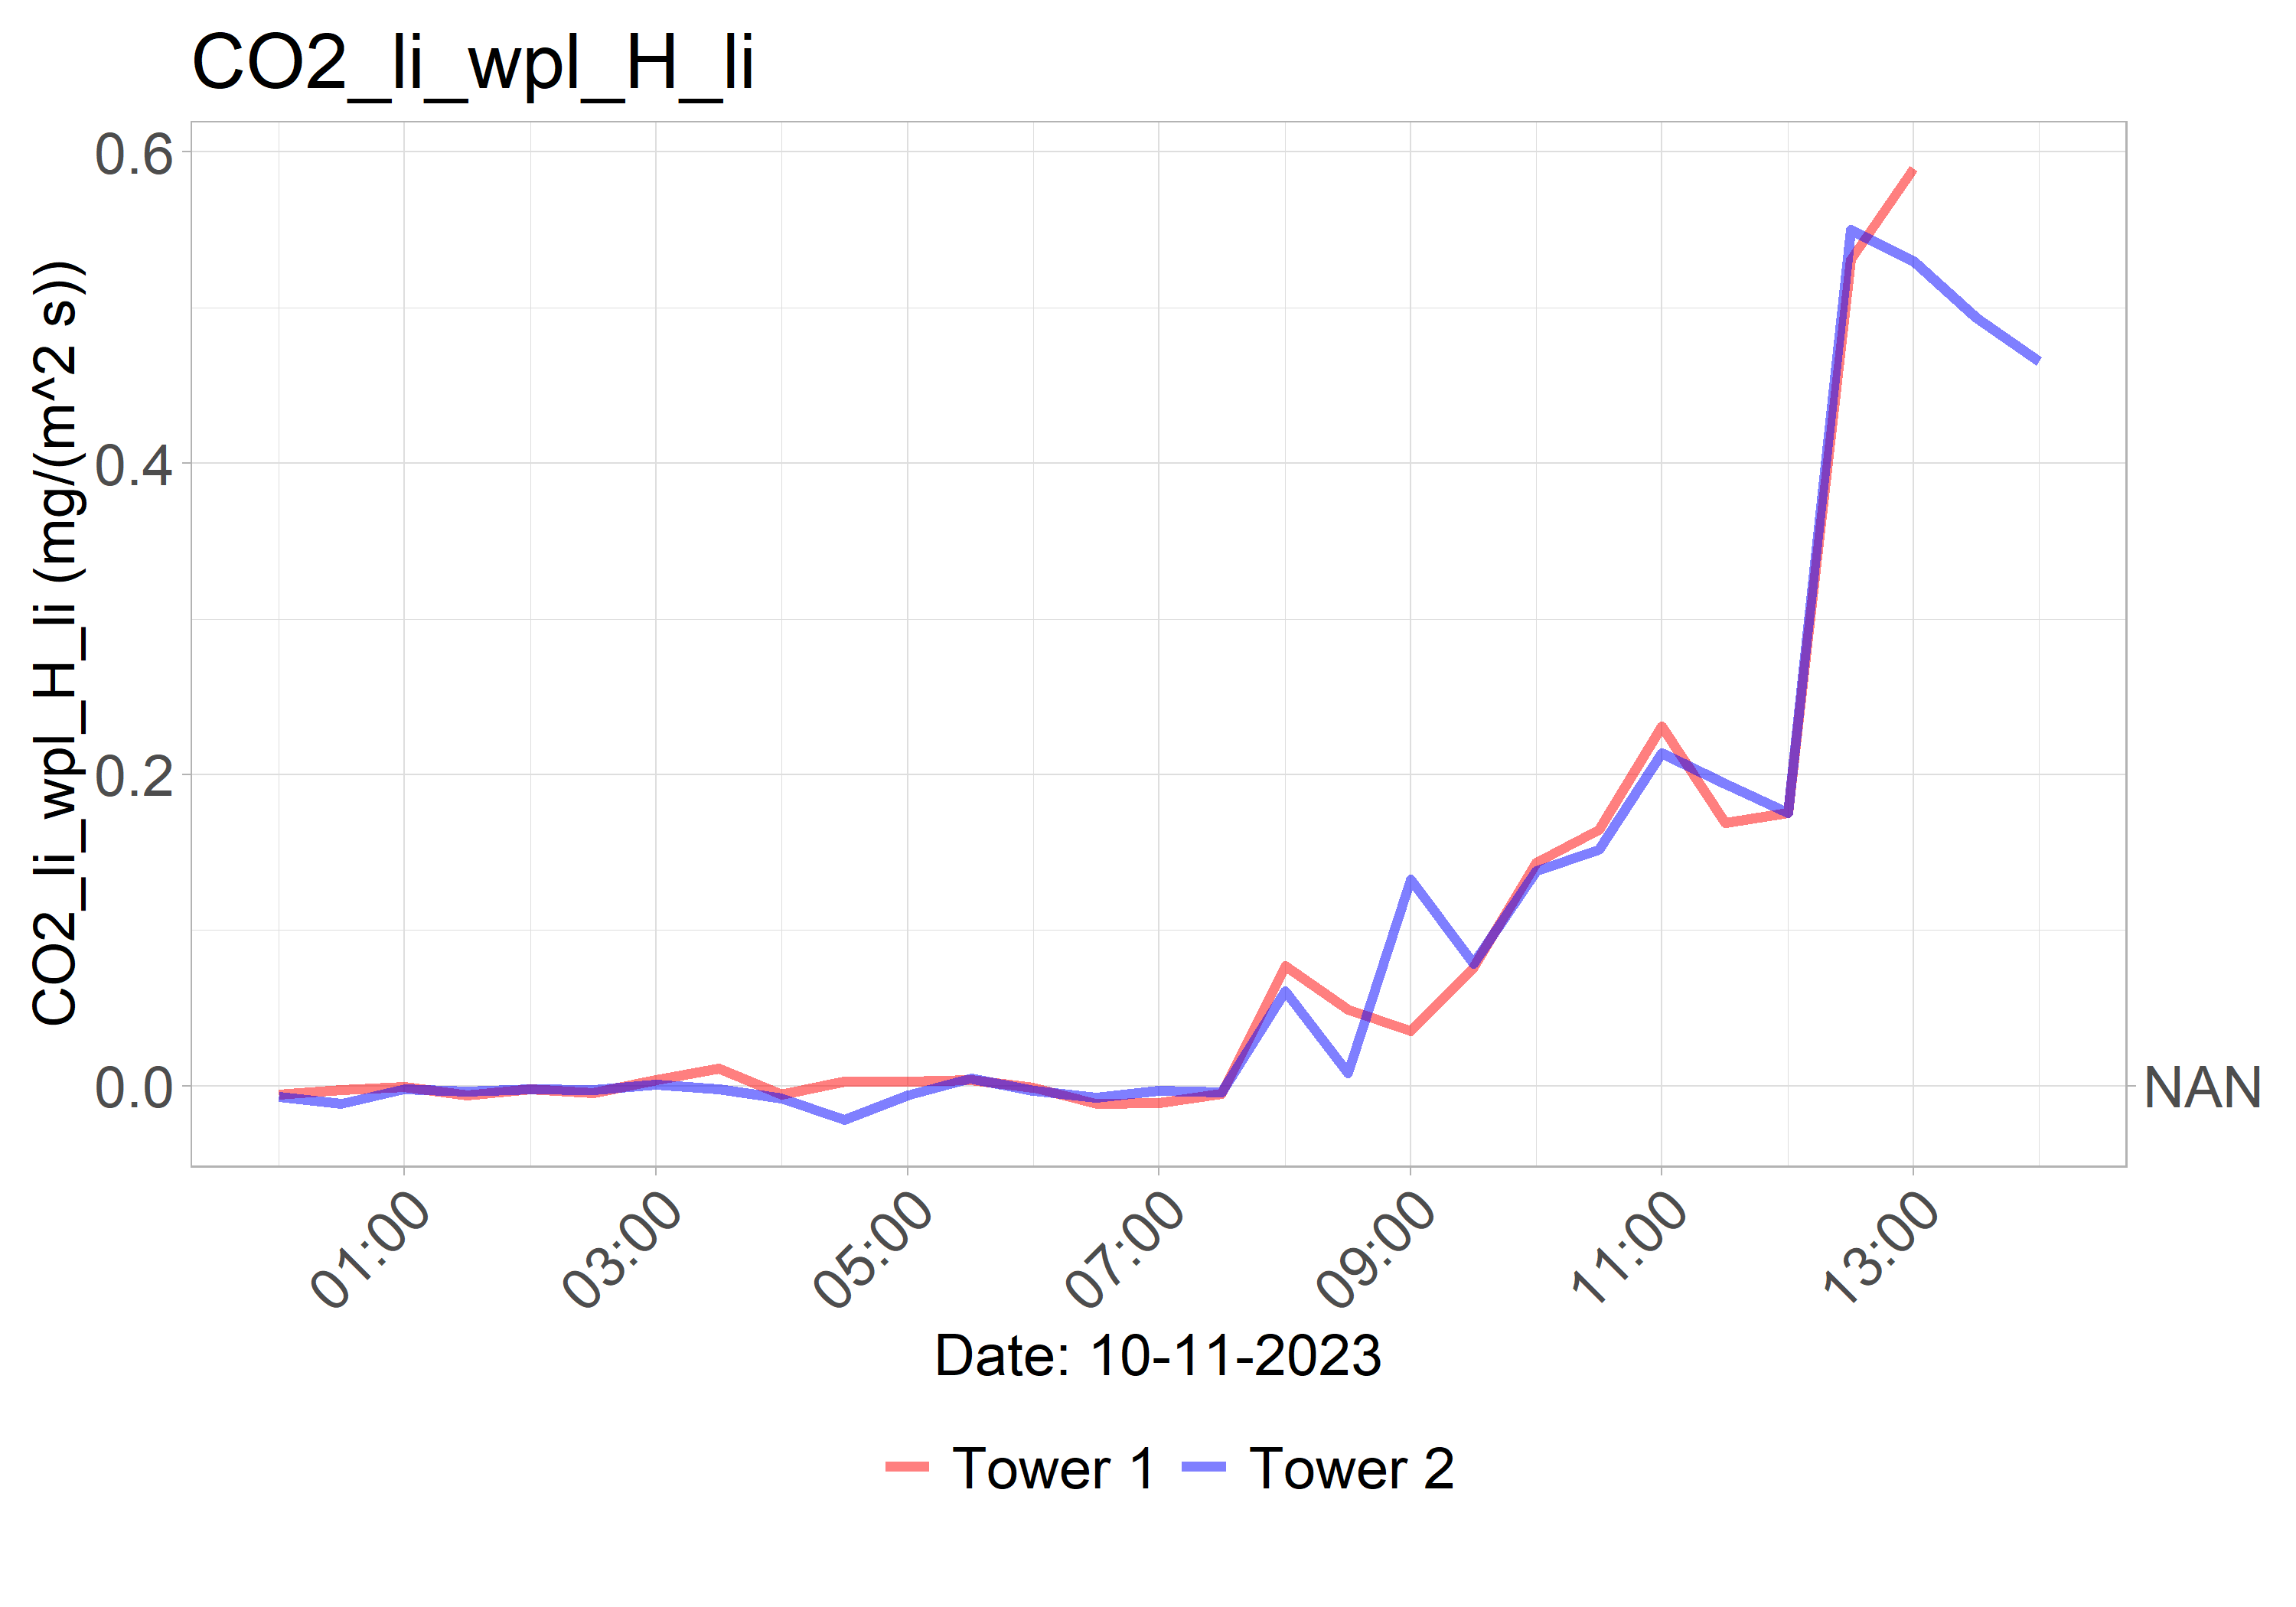 CO2_li_wpl_H_li
CO2_li_wpl_H_li (mg/(m^2 s))
0.6
0.4
0.2
0.0
NAN
01:00
03:00
05:00
07:00
09:00
11:00
13:00
Date: 10-11-2023
Tower 1
Tower 2